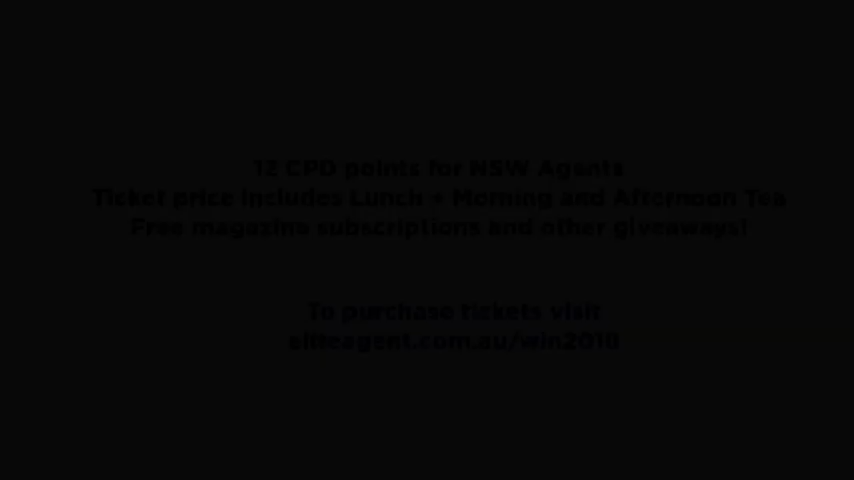 12 CPD points for NSW Agents
Ticket price includes Lunch + Morning and Afternoon Tea
Free magazine subscriptions and other giveaways!
To purchase tickets visit
eliteagent.com.au/win2018